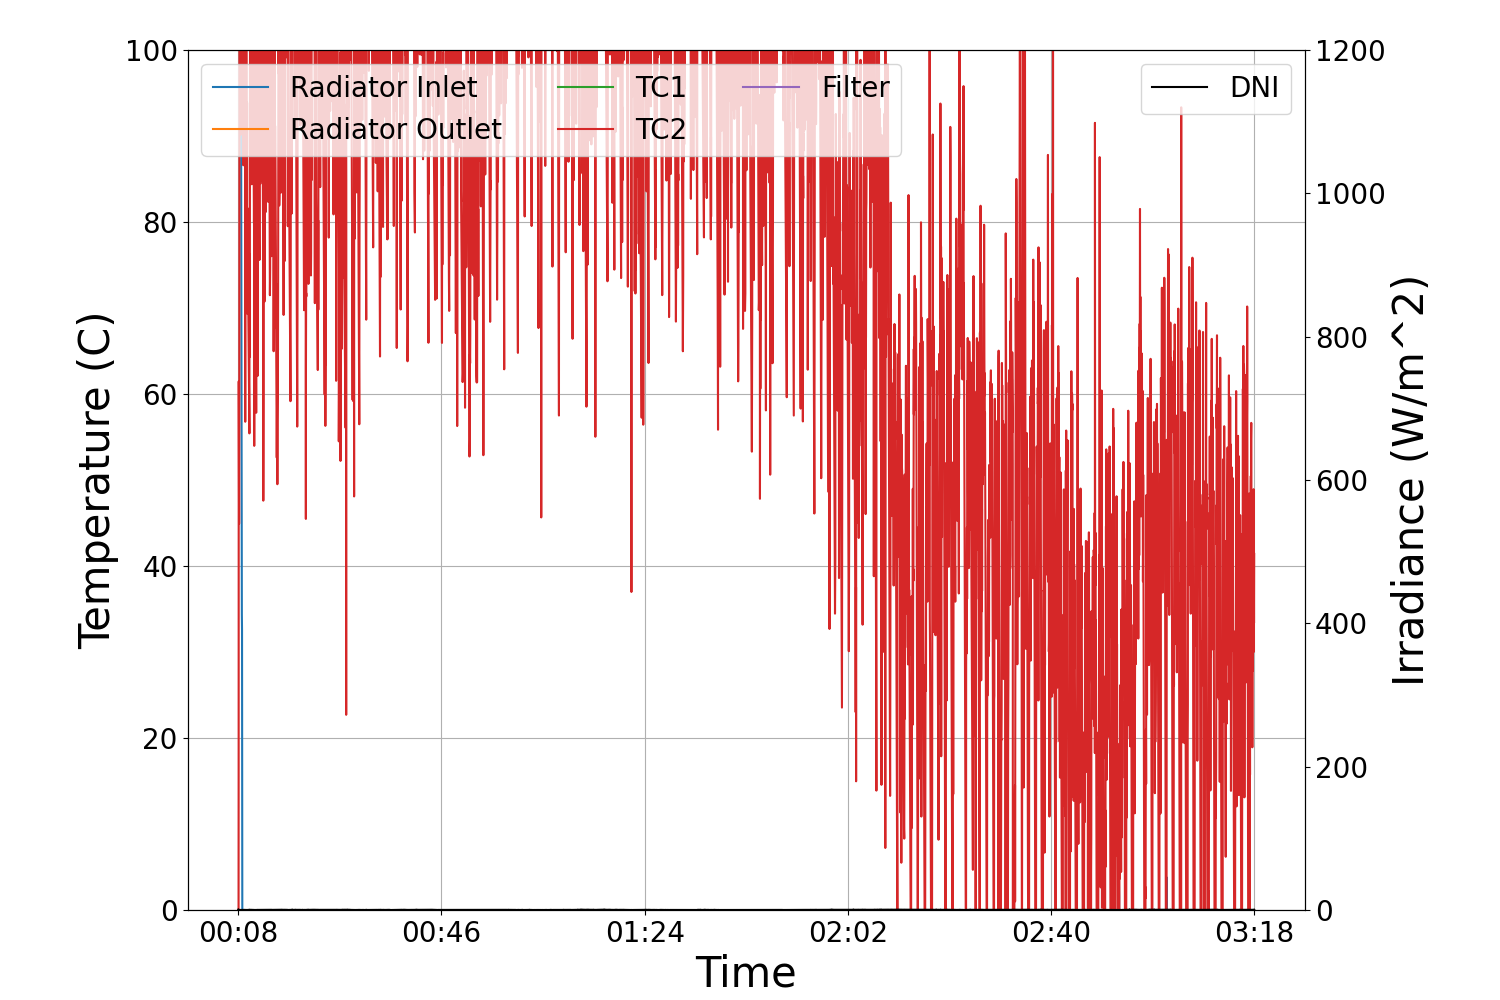 100
80
60
40
20
0
Temperature (C)
Radiator Inlet
Radiator Outlet
TC1
TC2
Filter
DNI
1200
1000
800
600
400
200
0
Irradiance (W/m^2)
00:08
00:46
01:24
02:02
02:40
03:18
Time